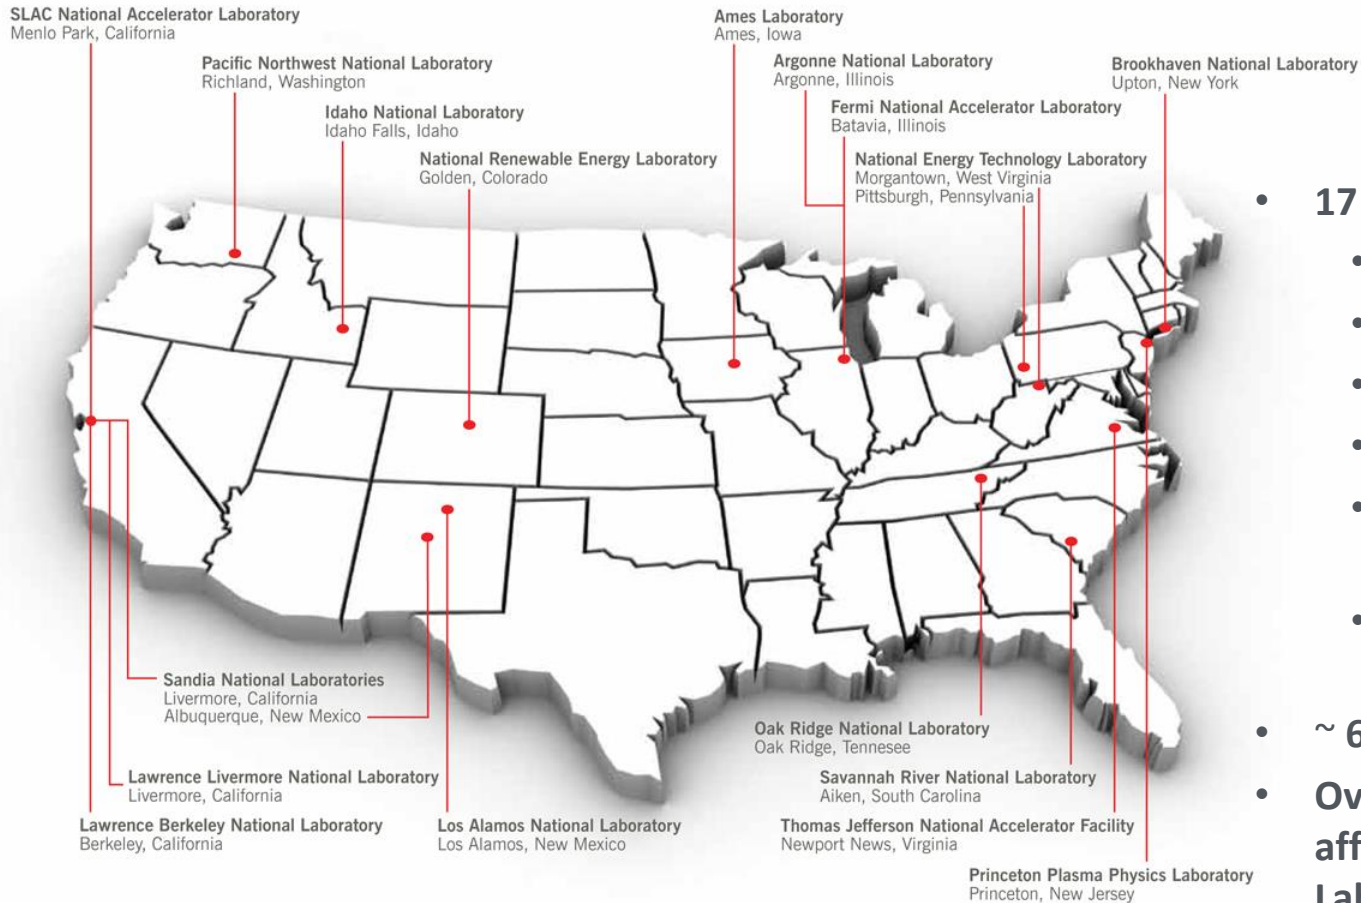 SLAC National Accelerator Laboratory
Menlo Park, California
Pacific Northwest National Laboratory
Richland, Washington
Idaho National Laboratory
Idaho Falls, Idaho
National Renewable Energy Laboratory
Golden, Colorado
Ames Laboratory
Ames, Iowa
Argonne National Laboratory
Argonne, Illinois
Fermi National Accelerator Laboratory
Batavia, Illinois
National Energy Technology Laboratory
Morgantown, West Virginia
Pittsburgh, Pennsylvania
Brookhaven National Laboratory
Upton, New York
Sandia National Laboratories
Livermore, California
Albuquerque, New Mexico
Lawrence Livermore National Laboratory
Livermore, California
Lawrence Berkeley National Laboratory
Berkeley, California
Los Alamos National Laboratory
Los Alamos, New Mexico
Oak Ridge National Laboratory
Oak Ridge, Tennesee
Savannah River National Laboratory
Aiken, South Carolina
Thomas Jefferson National Accelerator Facility
Newport News, Virginia
Princeton Plasma Physics Laboratory
Princeton, New Jersey
• 17
•
•
•
•
•
•
• ~ 6
• Ov
aff
Lal